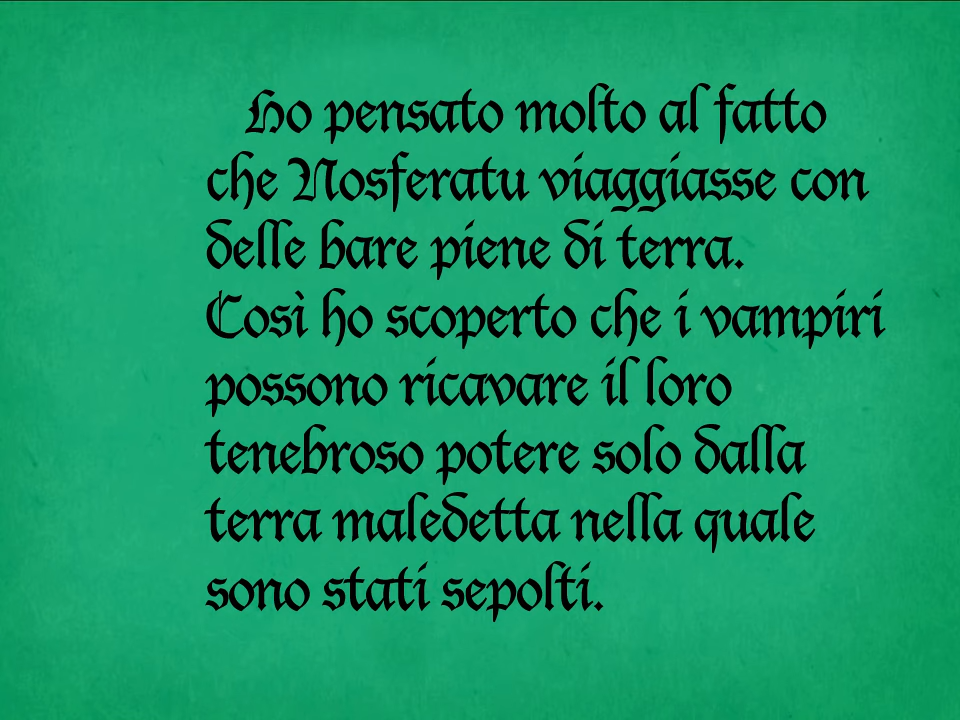 Ho pensato molto al fatto
che Nosferatu viaggiasse con
delle bare piene di terra.
Così ho scoperto che i vampiri
possono ricavare il loro
tenebroso potere solo dalla
terra maledetta nella quale
sono stati sepolti.